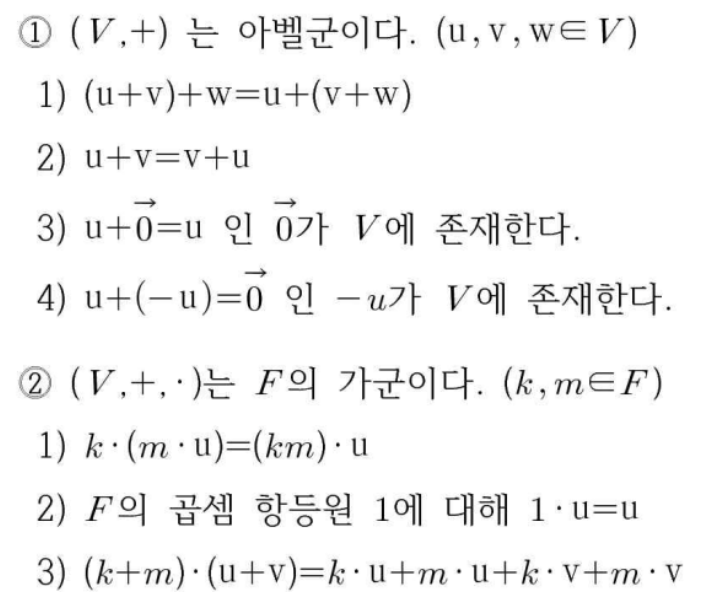 ① (V,+) 는 아벨군이다. (u,v,w∈V)
1) (u+v)+w=u+(v+w)
2) u+v=v+u
3) u+0⃗=u 인 0⃗가 V에 존재한다.
4) u+(-u)=0⃗ 인 -u가 V에 존재한다.
② (V,+,·)는 F의 가군이다. (k,m∈F)
1) k·(m·u)=(km)·u
2) F의 곱셈 항등원 1에 대해 1·u=u
3) (k+m)·(u+v)=k·u+m·u+k·v+m·v